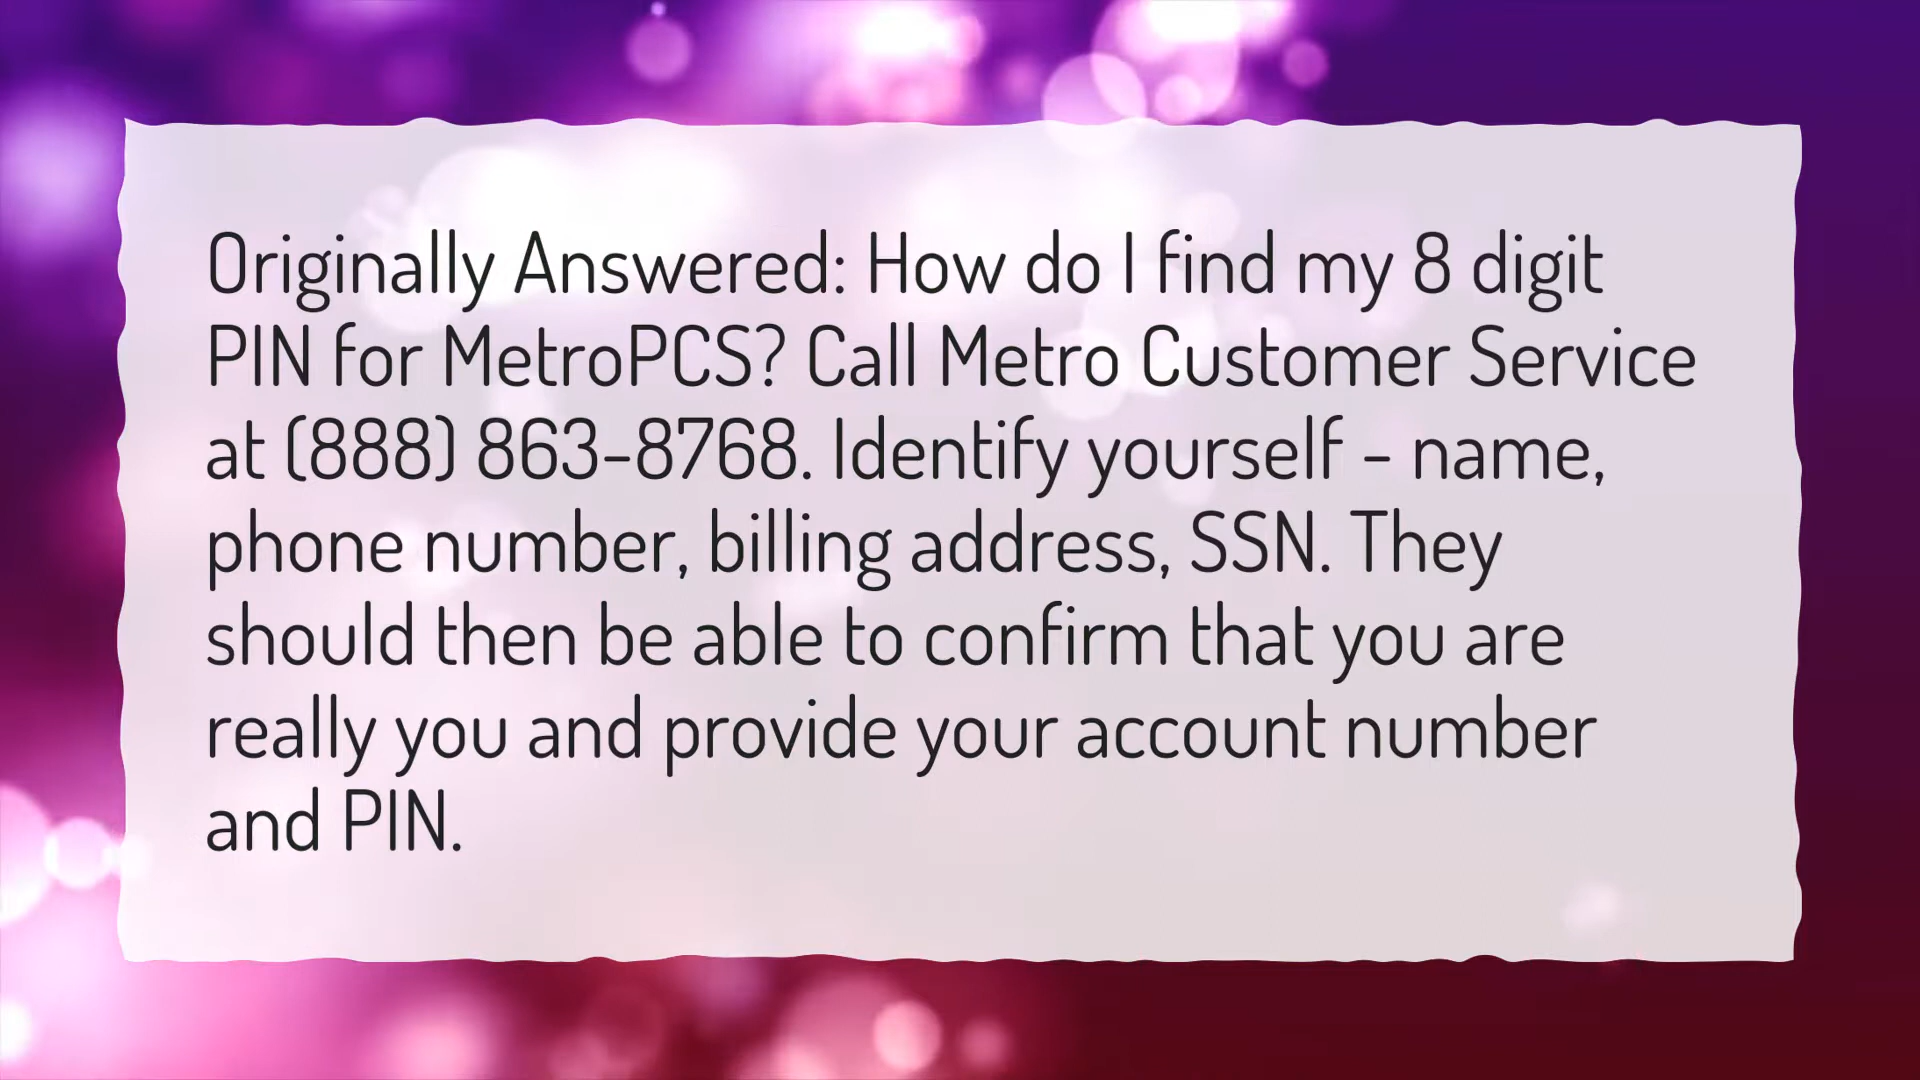 Originally Answered: How do I find my 8 digit
PIN for MetroPCS? Call Metro Customer Service
at (888) 863-8768. Identify yourself - name,
phone number, billing address, SSN. They
should then be able to confirm that you are
really you and provide your account number
and PIN.